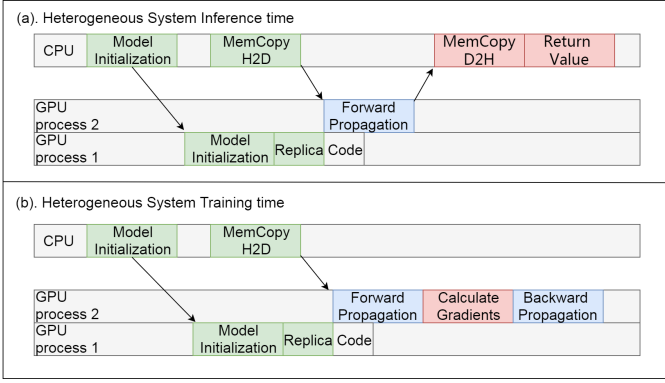 (a). Heterogeneous System Inference time
CPU
Model
Initialization
MemCopy
H2D
MemCopy
D2H
Return
Value
GPU
process 2
Forward
Propagation
GPU
process 1
Model
Initialization
Replica
Code
(b). Heterogeneous System Training time
CPU
Model
Initialization
MemCopy
H2D
GPU
process 2
Forward
Propagation
Calculate
Gradients
Backward
Propagation
GPU
process 1
Model
Initialization
Replica
Code